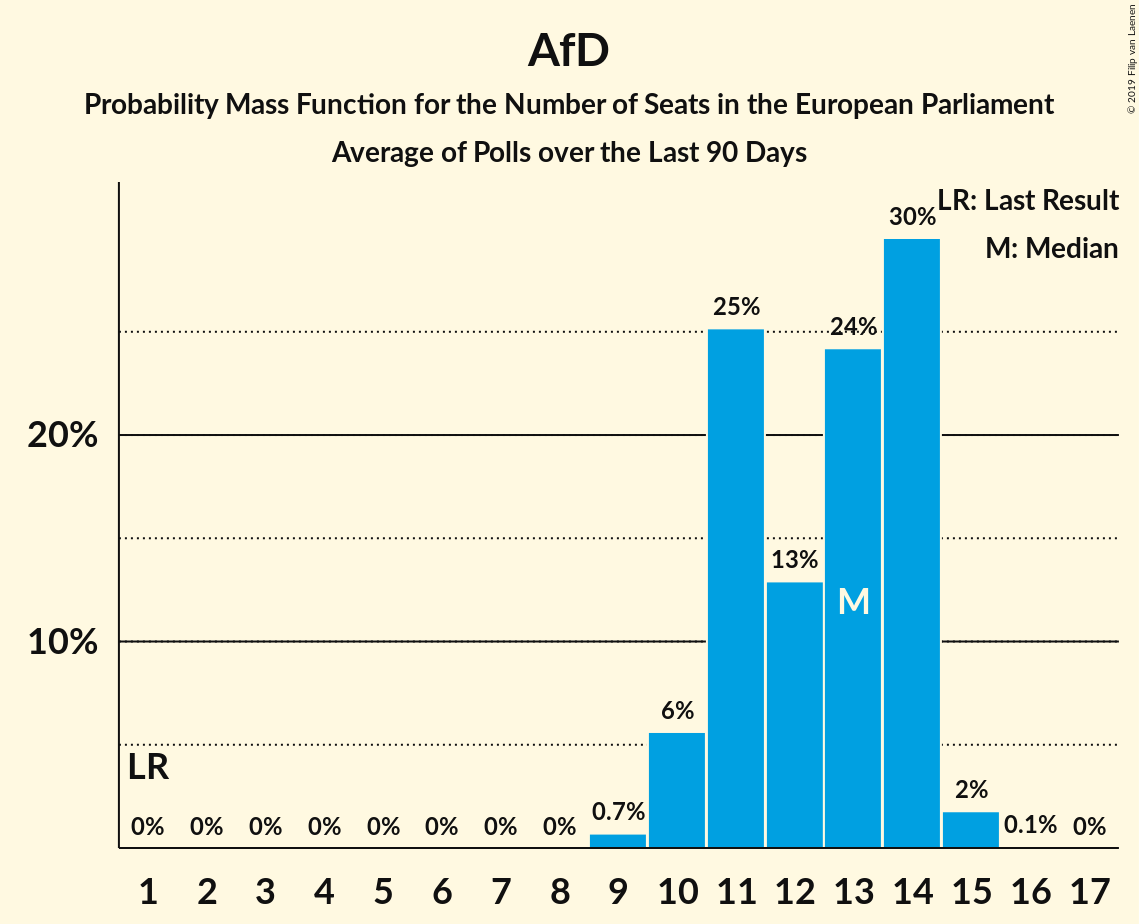 AfD
Probability Mass Function for the Number of Seats in the European Parliament
Average of Polls over the Last 90 Days
© 2019 Filip van Laenen
LR: Last Result
M: Median
30%
25%
24%
20%
13%
M
10%
6%
LR
2%
0% 0% 0% 0% 0% 0% 0% 0% 0.7% 0.1% 0%
1 2 3 4 5 6 7 8 9 10 11 12 13 14 15 16 17